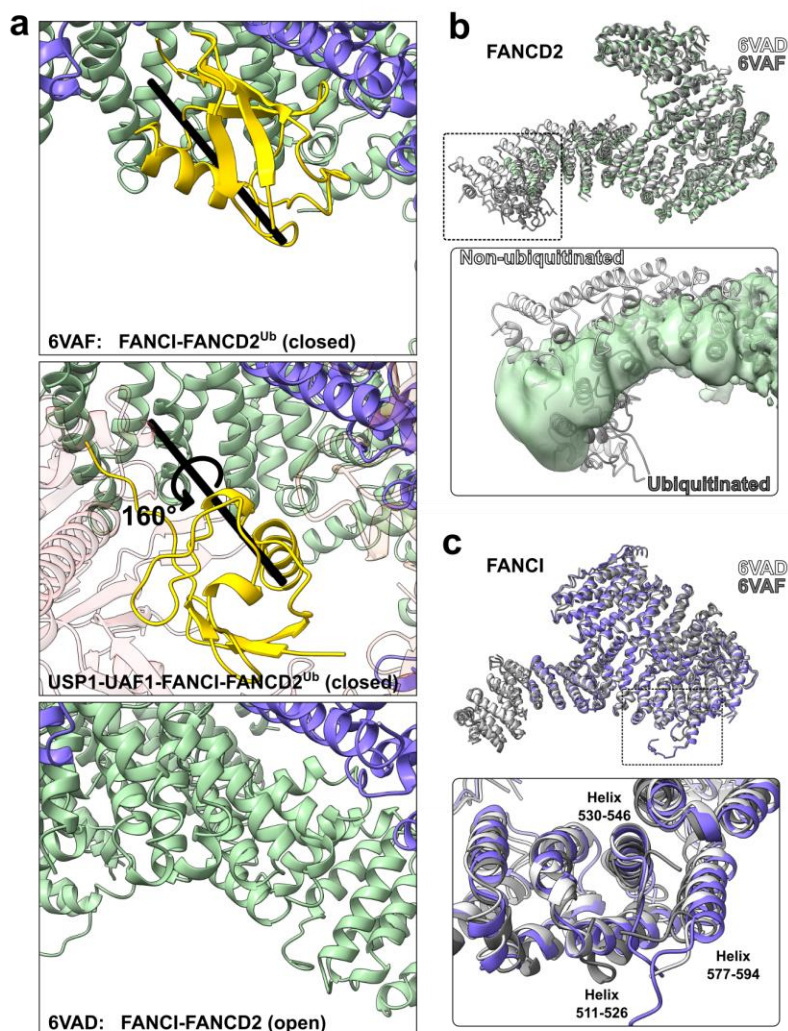 a
6VAF: FANCI-FANCD2ᵁᵇ (closed)
160°
USP1-UAF1-FANCI-FANCD2ᵁᵇ (closed)
6VAD: FANCI-FANCD2 (open)
b
FANCD2
6VAD
6VAF
Non-ubiquitinated
Ubiquitinated
c
FANCI
6VAD
6VAF
Helix
530-546
Helix
577-594
Helix
511-526